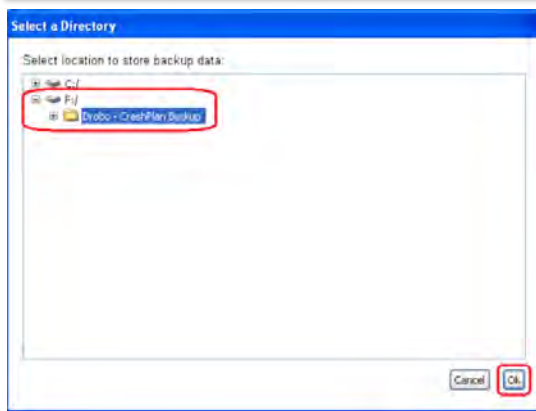 Select a Directory
Select location to store backup data:
C:/
F:/
Drobo - CrashPlan Backup
Cancel
Ok